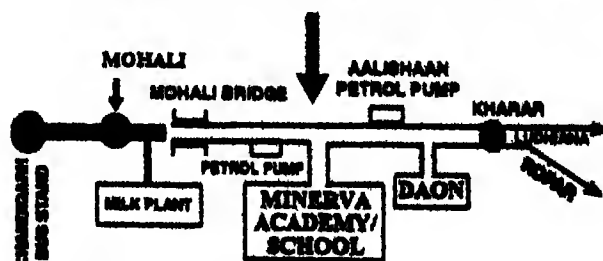 MOHALI
AALISHAAN
PETROL PUMP
MOHALI BRIDGE
KHARAR
LUDHIANA
ROPAR
PETROL PUMP
MILK PLANT
MINERVA
ACADEMY/
SCHOOL
DAON
CHANDIGARH
BUS STAND